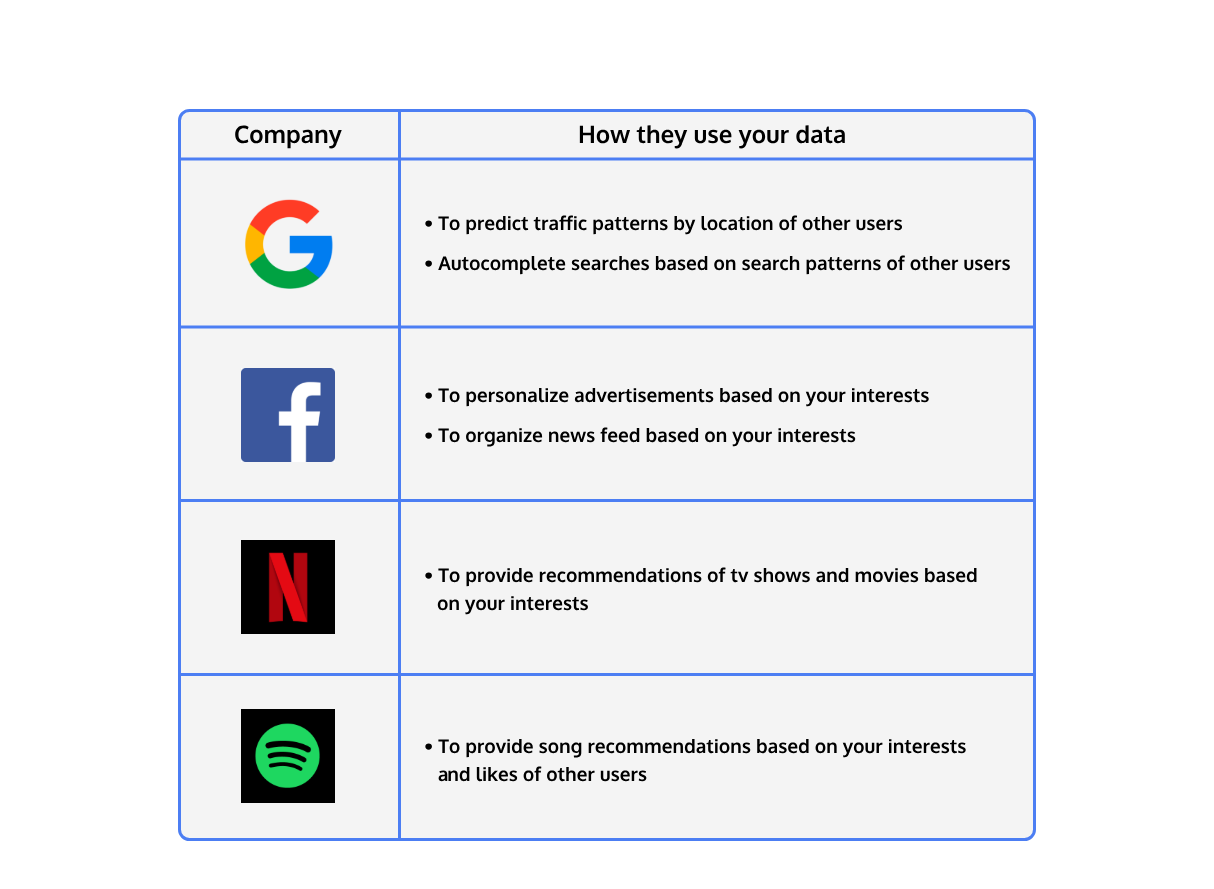 Company
How they use your data
• To predict traffic patterns by location of other users
• Autocomplete searches based on search patterns of other users
• To personalize advertisements based on your interests
• To organize news feed based on your interests
• To provide recommendations of tv shows and movies based
on your interests
• To provide song recommendations based on your interests
and likes of other users